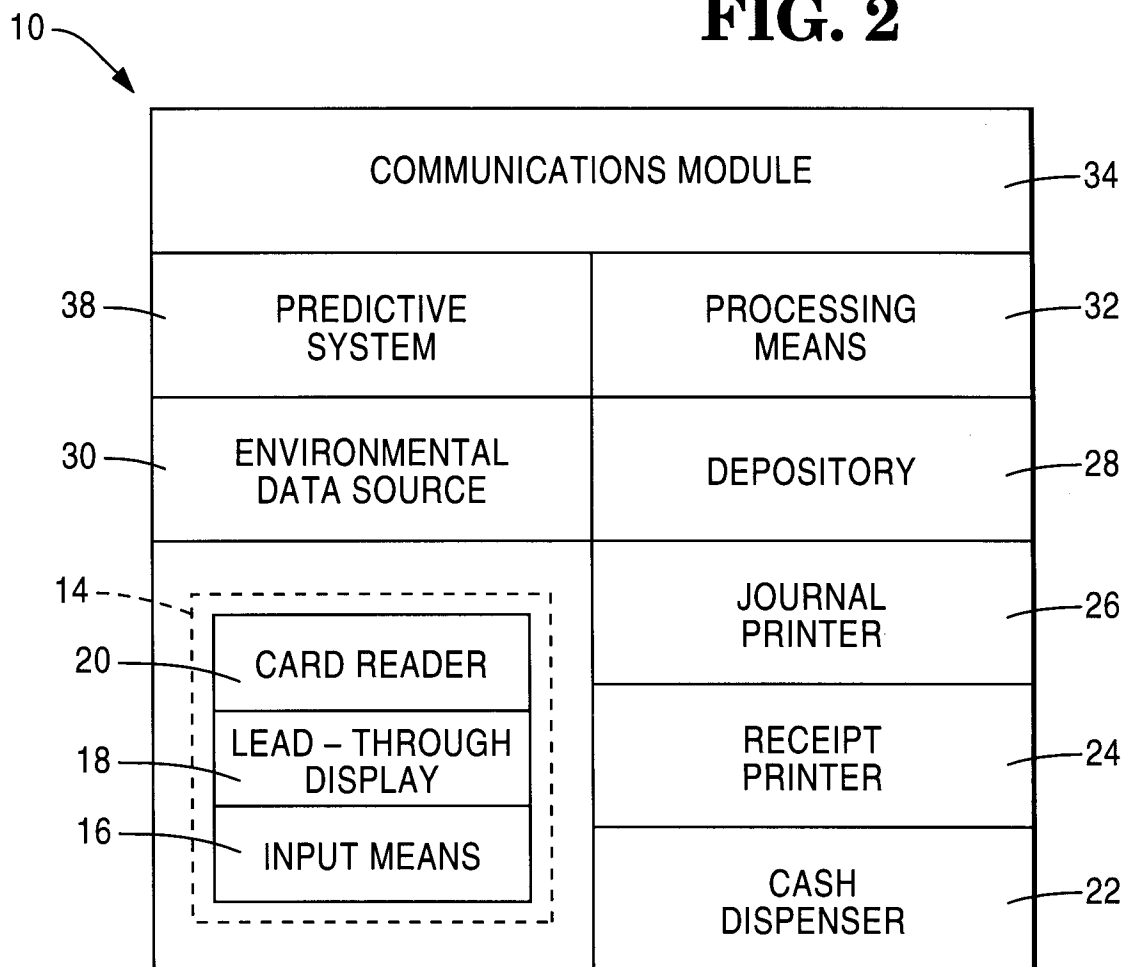 FIG. 2
10
COMMUNICATIONS MODULE
34
38
PREDICTIVE
SYSTEM
PROCESSING
MEANS
32
30
ENVIRONMENTAL
DATA SOURCE
DEPOSITORY
28
14
JOURNAL
PRINTER
26
20
CARD READER
18
LEAD – THROUGH
DISPLAY
RECEIPT
PRINTER
24
16
INPUT MEANS
CASH
DISPENSER
22